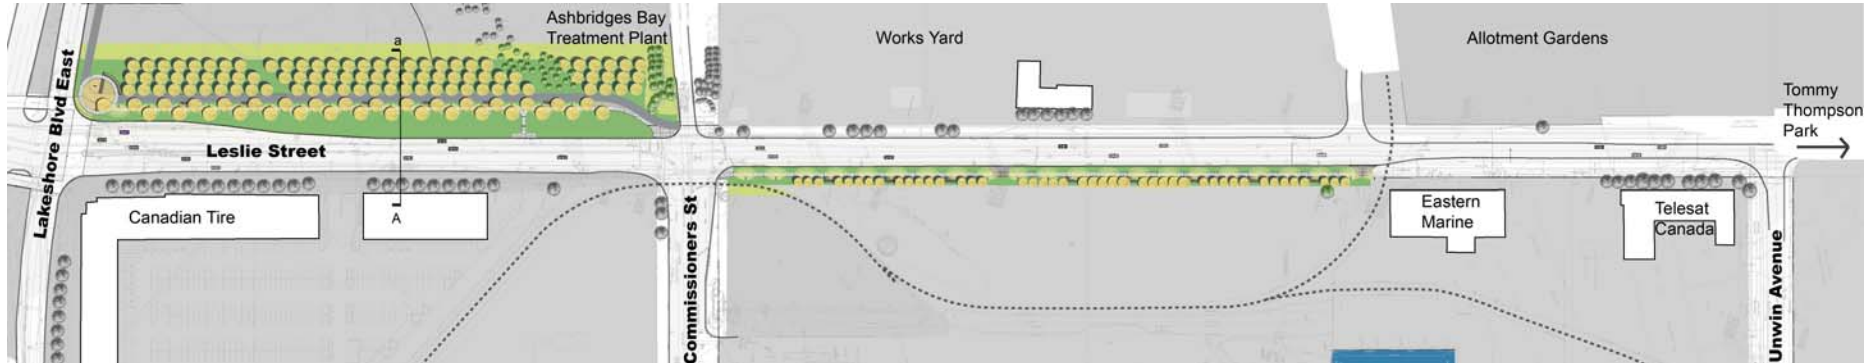 Ashbridges Bay
Treatment Plant
Works Yard
Allotment Gardens
Tommy
Thompson
Park
Lakeshore Blvd East
a
Leslie Street
A
Canadian Tire
Commissioners St
Eastern
Marine
Telesat
Canada
Unwin Avenue